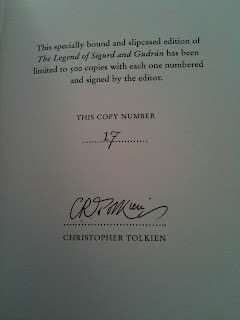 This specially bound and slipcased edition of
The Legend of Sigurd and Gudrún has been
limited to 500 copies with each one numbered
and signed by the editor.
THIS COPY NUMBER
17
CRTolkien
CHRISTOPHER TOLKIEN